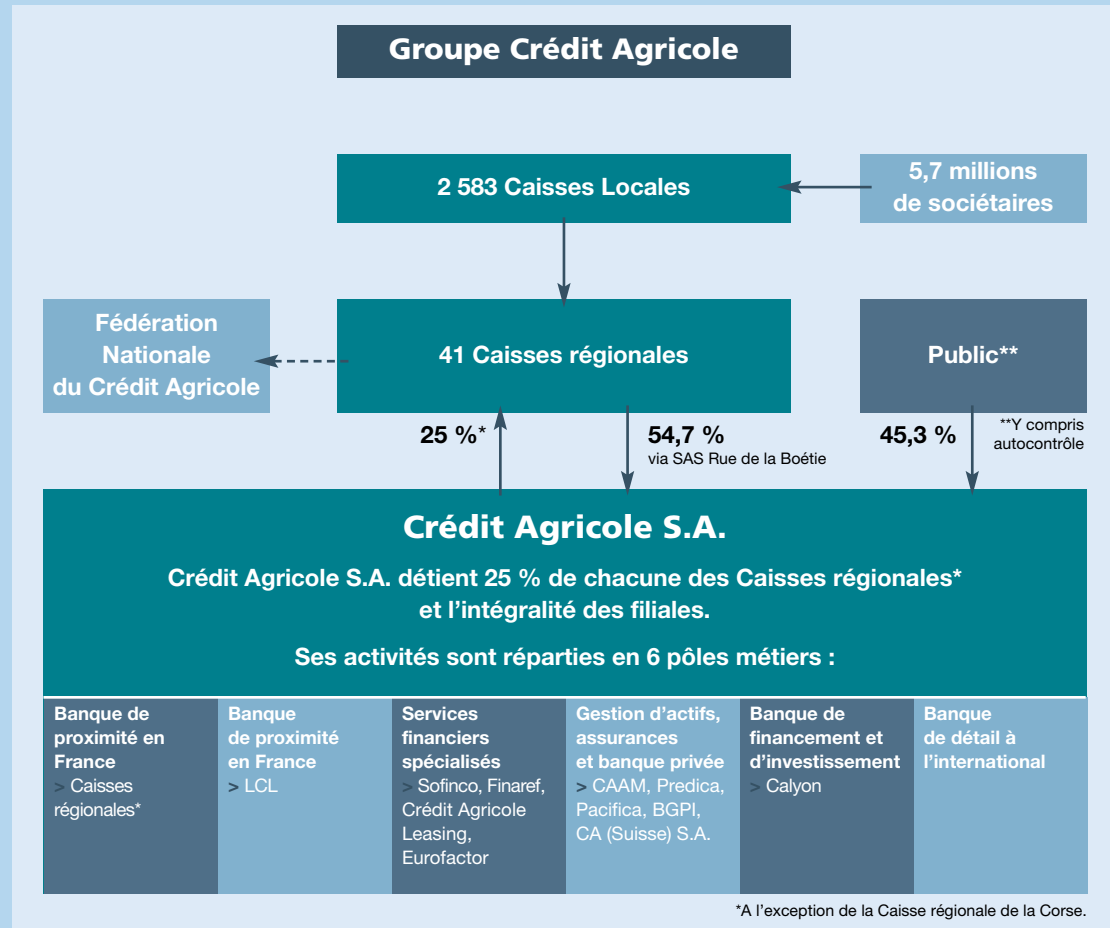 Groupe Crédit Agricole
2 583 Caisses Locales
5,7 millions
de sociétaires
Fédération
Nationale
du Crédit Agricole
41 Caisses régionales
Public**
25 %*
54,7 %
via SAS Rue de la Boétie
45,3 %
**Y compris
autocontrôle
Crédit Agricole S.A.
Crédit Agricole S.A. détient 25 % de chacune des Caisses régionales*
et l'intégralité des filiales.
Ses activités sont réparties en 6 pôles métiers :
Banque de
proximité en
France
> Caisses
régionales*
Banque
de proximité
en France
> LCL
Services
financiers
spécialisés
> Sofinco, Finaref,
Crédit Agricole
Leasing,
Eurofactor
Gestion d'actifs,
assurances
et banque privée
> CAAM, Predica,
Pacifica, BGPI,
CA (Suisse) S.A.
Banque de
financement et
d'investissement
> Calyon
Banque
de détail à
l'international
*A l'exception de la Caisse régionale de la Corse.